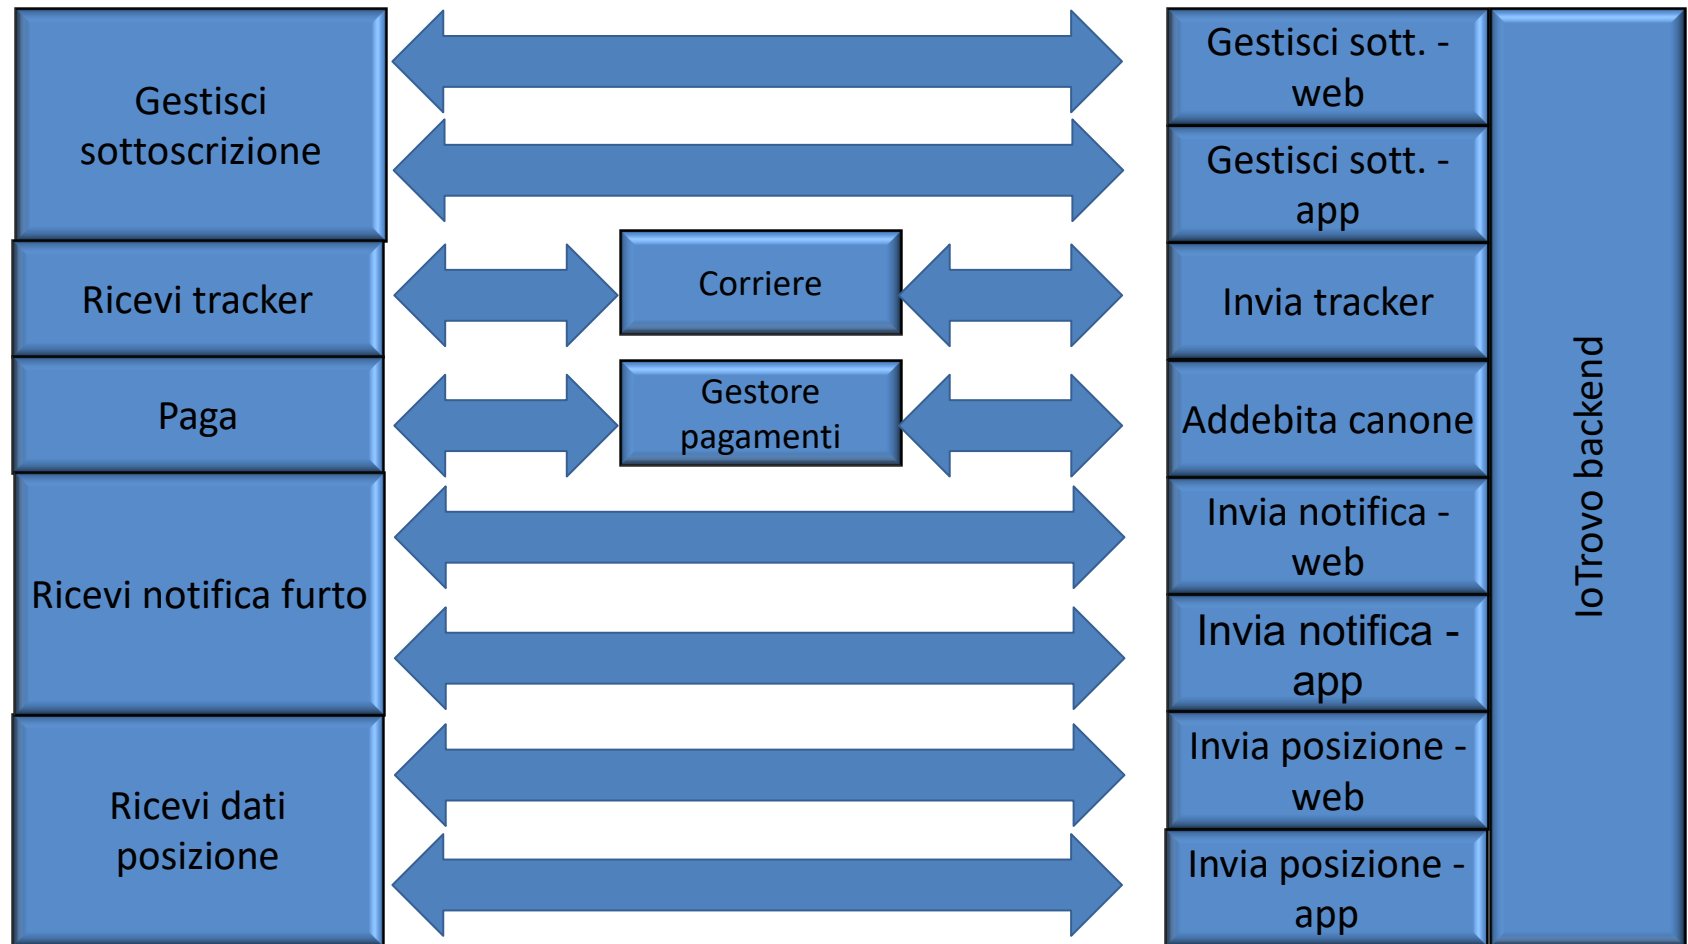 Gestisci
sottoscrizione
Ricevi tracker
Paga
Ricevi notifica furto
Ricevi dati
posizione
Corriere
Gestore
pagamenti
Gestisci sott. -
web
Gestisci sott. -
app
Invia tracker
Addebita canone
Invia notifica -
web
Invia notifica -
app
Invia posizione -
web
Invia posizione -
app
IoTrovo backend